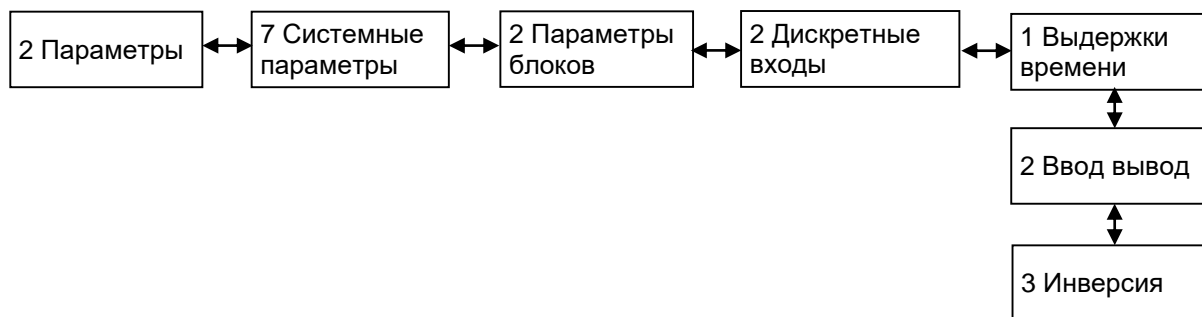 2 Параметры
7 Системные
параметры
2 Параметры
блоков
2 Дискретные
входы
1 Выдержки
времени
2 Ввод вывод
3 Инверсия